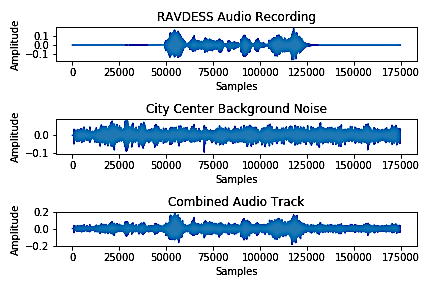 RAVDESS Audio Recording
Amplitude
0.1
0.0
−0.1
0 25000 50000 75000 100000 125000 150000 175000
Samples
City Center Background Noise
Amplitude
0.0
−0.1
0 25000 50000 75000 100000 125000 150000 175000
Samples
Combined Audio Track
Amplitude
0.2
0.0
−0.2
0 25000 50000 75000 100000 125000 150000 175000
Samples